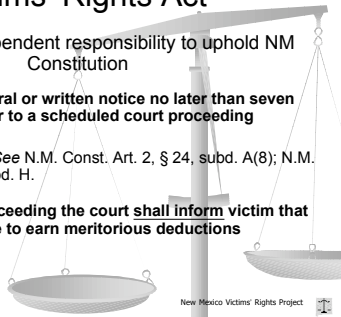 ims' Rights Act
pendent responsibility to uphold NM
Constitution
ral or written notice no later than seven
r to a scheduled court proceeding
See N.M. Const. Art. 2, § 24, subd. A(8); N.M.
bd. H.
ceeding the court shall inform victim that
e to earn meritorious deductions
New Mexico Victims' Rights Project